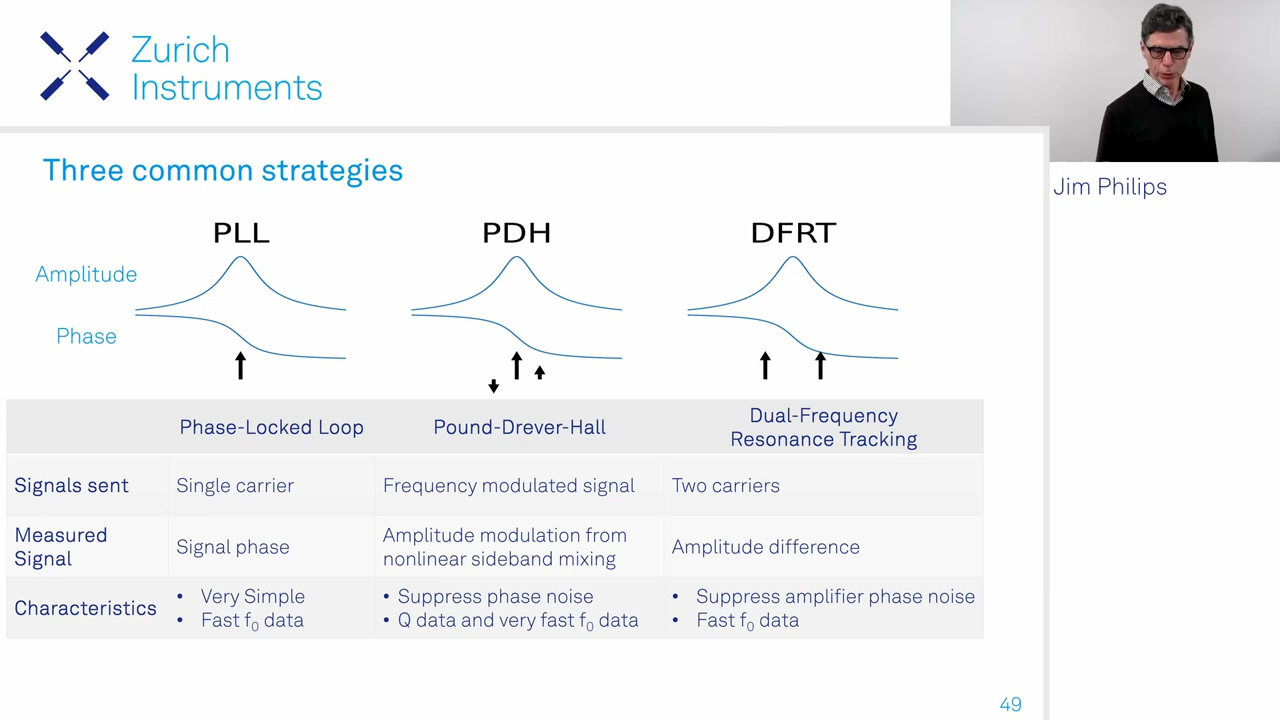 Zurich
Instruments
Jim Philips
Three common strategies
PLL PDH DFRT
Amplitude
Phase
Phase-Locked Loop Pound-Drever-Hall Dual-Frequency
Resonance Tracking
Signals sent Single carrier Frequency modulated signal Two carriers
Measured
Signal Signal phase Amplitude modulation from
nonlinear sideband mixing Amplitude difference
Characteristics • Very Simple
• Fast f₀ data
• Suppress phase noise
• Q data and very fast f₀ data
• Suppress amplifier phase noise
• Fast f₀ data
49